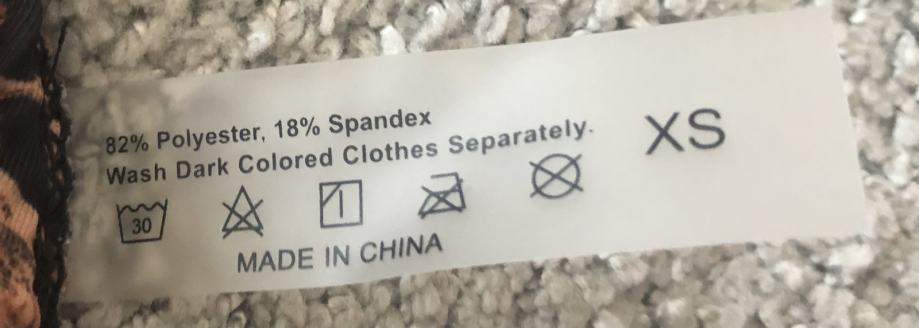 82% Polyester, 18% Spandex
Wash Dark Colored Clothes Separately.
XS
30
MADE IN CHINA